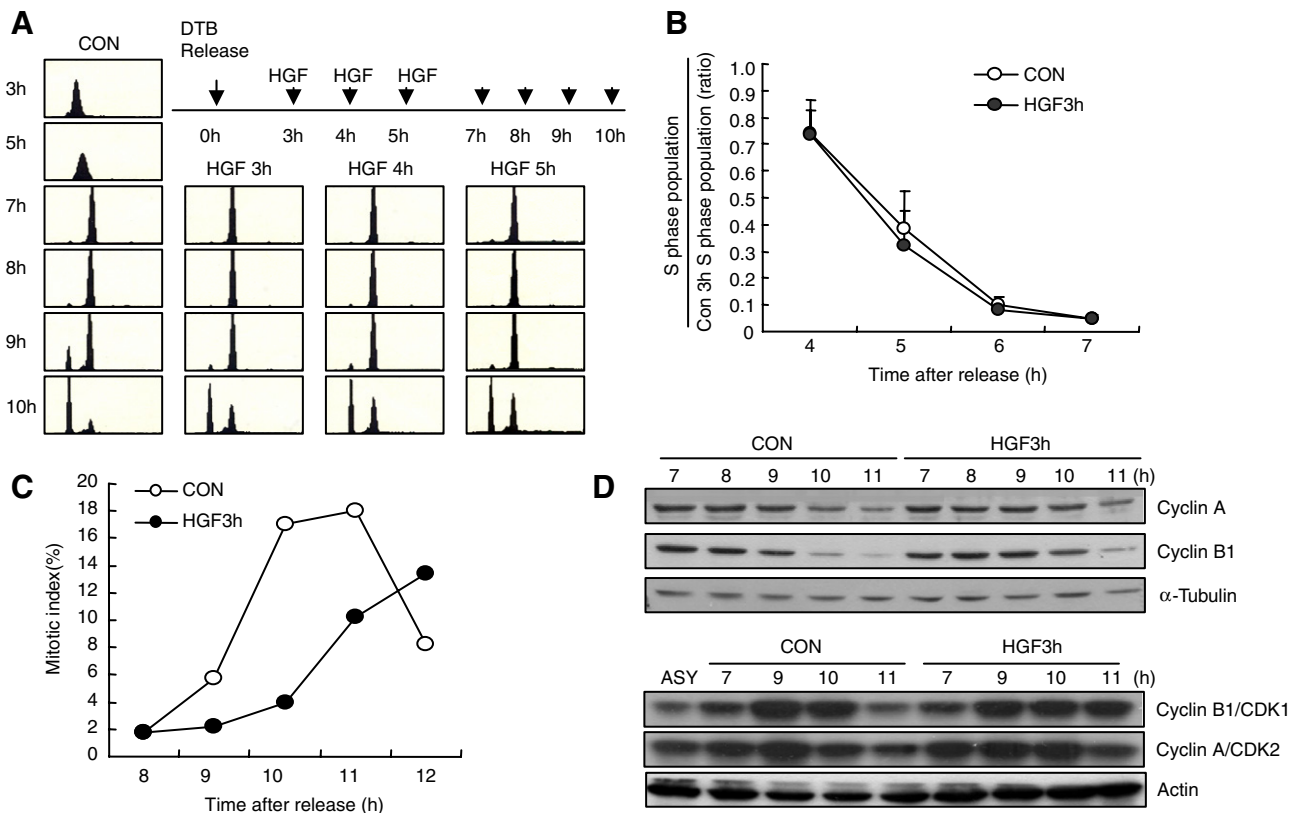 A
CON
DTB
Release
HGF HGF HGF
0h 3h 4h 5h 7h 8h 9h 10h
HGF 3h HGF 4h HGF 5h
3h
5h
7h
8h
9h
10h
B
S phase population
Con 3h S phase population (ratio)
1.0
0.9
0.8
0.7
0.6
0.5
0.4
0.3
0.2
0.1
0
CON
HGF3h
4 5 6 7
Time after release (h)
C
Mitotic index(%)
20
18
16
14
12
10
8
6
4
2
0
CON
HGF3h
8 9 10 11 12
Time after release (h)
D
CON HGF3h
7 8 9 10 11 7 8 9 10 11 (h)
Cyclin A
Cyclin B1
α-Tubulin
CON HGF3h
ASY 7 9 10 11 7 9 10 11 (h)
Cyclin B1/CDK1
Cyclin A/CDK2
Actin